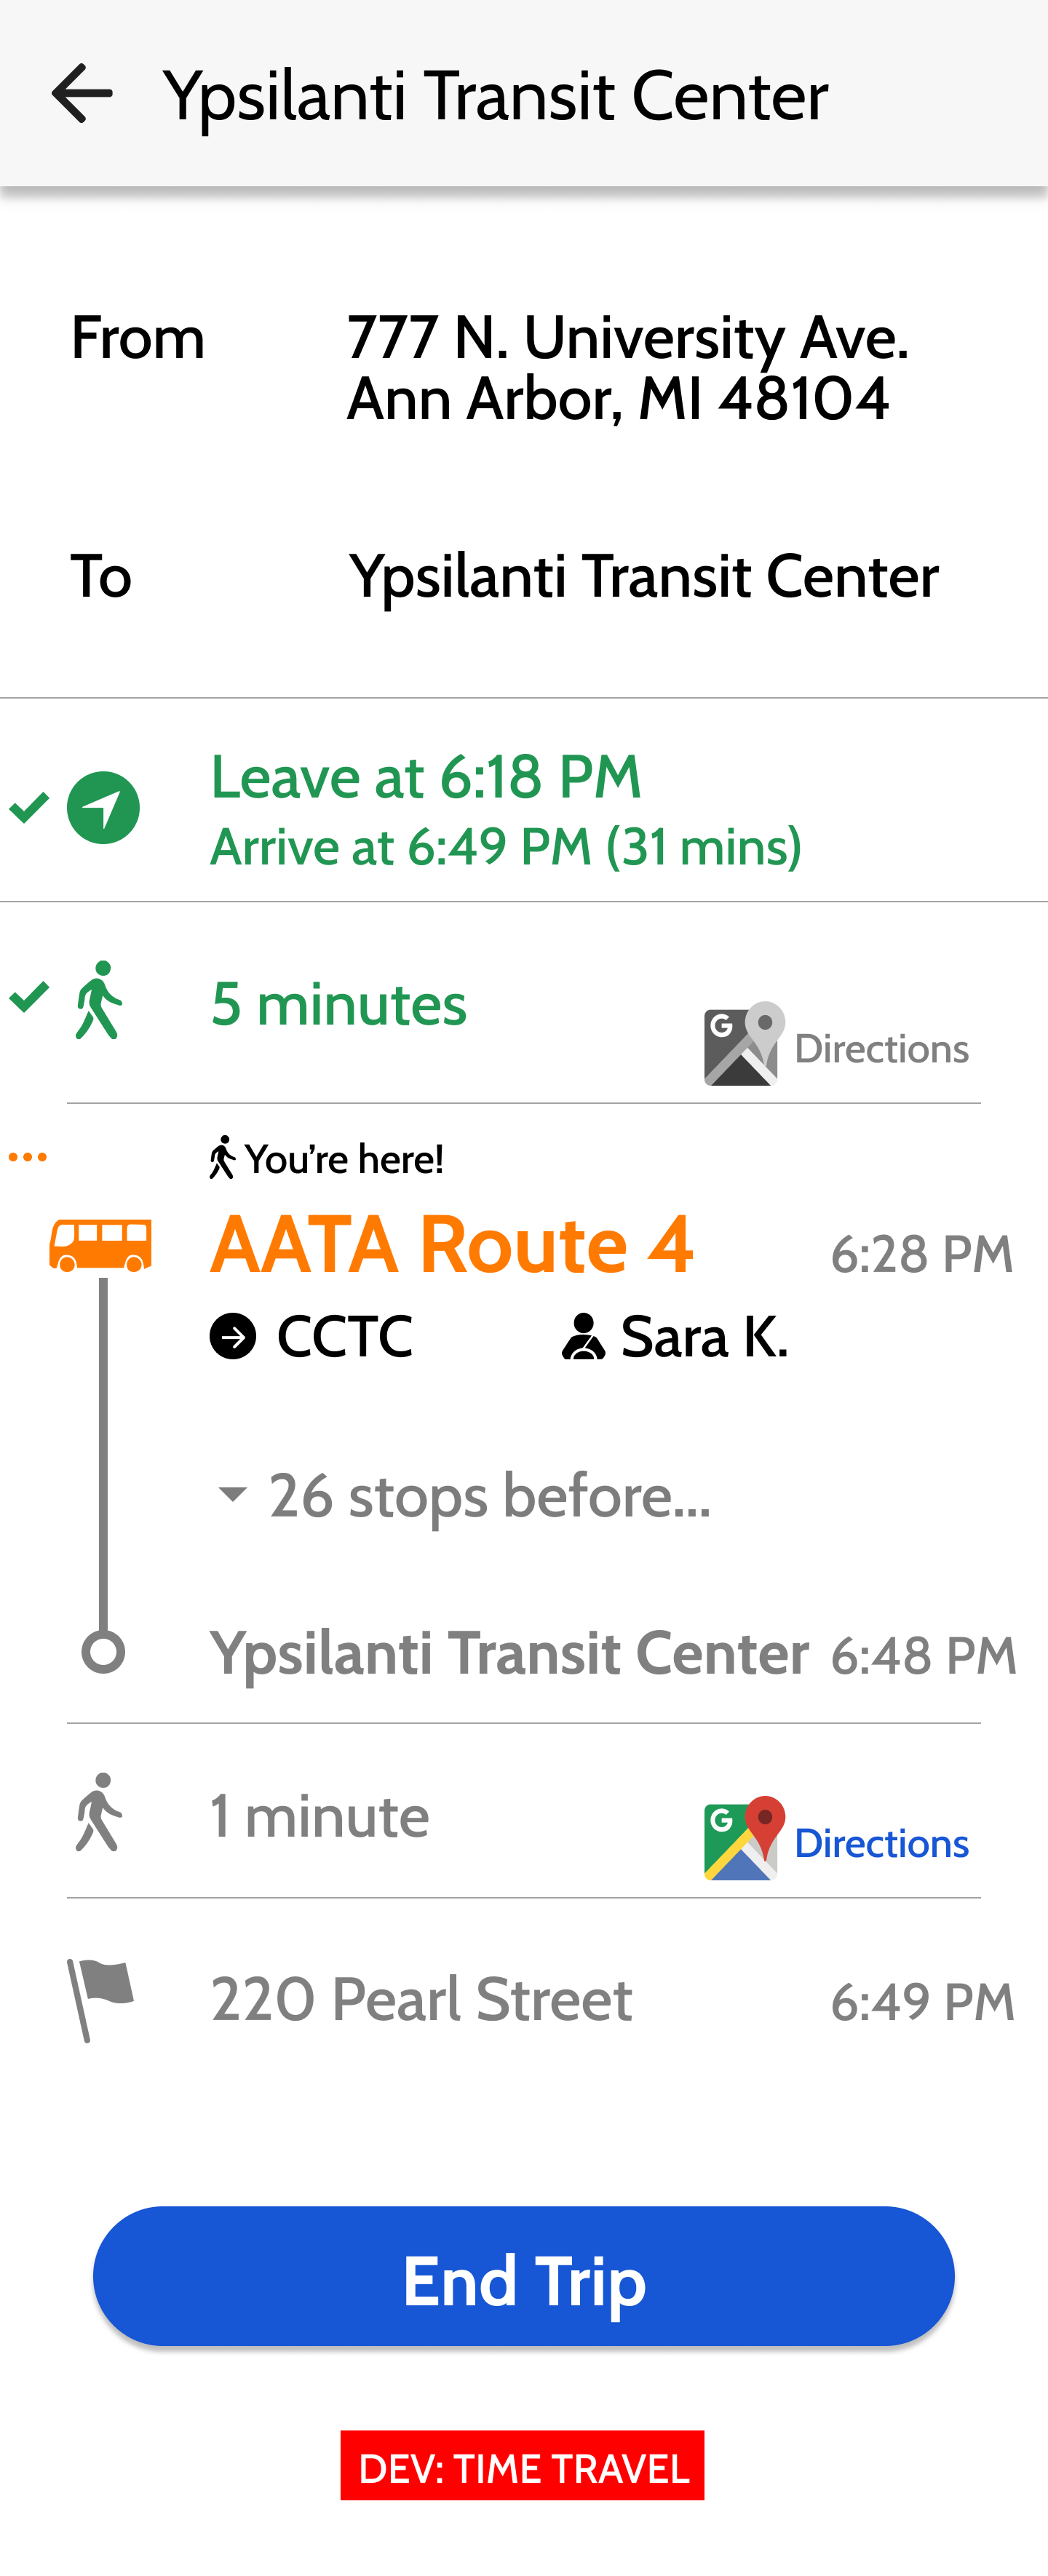 Ypsilanti Transit Center
From
777 N. University Ave.
Ann Arbor, MI 48104
To
Ypsilanti Transit Center
Leave at 6:18 PM
Arrive at 6:49 PM (31 mins)
5 minutes
G
Directions
You're here!
AATA Route 4
6:28 PM
CCTC
Sara K.
26 stops before...
Ypsilanti Transit Center 6:48 PM
1 minute
G
Directions
220 Pearl Street
6:49 PM
End Trip
DEV: TIME TRAVEL